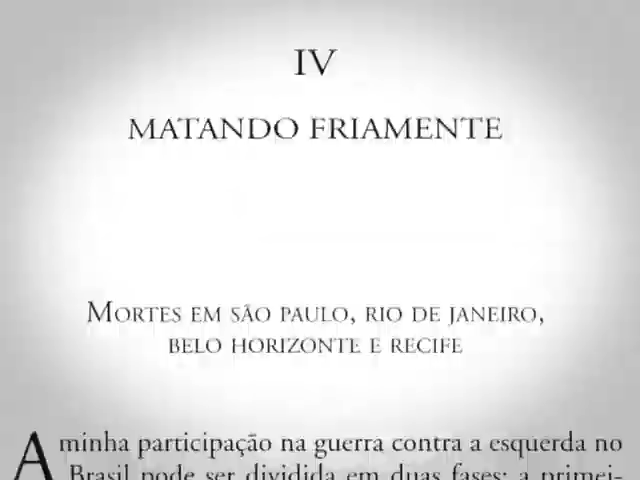 IV
MATANDO FRIAMENTE
MORTES EM SÃO PAULO, RIO DE JANEIRO,
BELO HORIZONTE E RECIFE
A minha participação na guerra contra a esquerda no
Brasil pode ser dividida em duas fases: a primei-